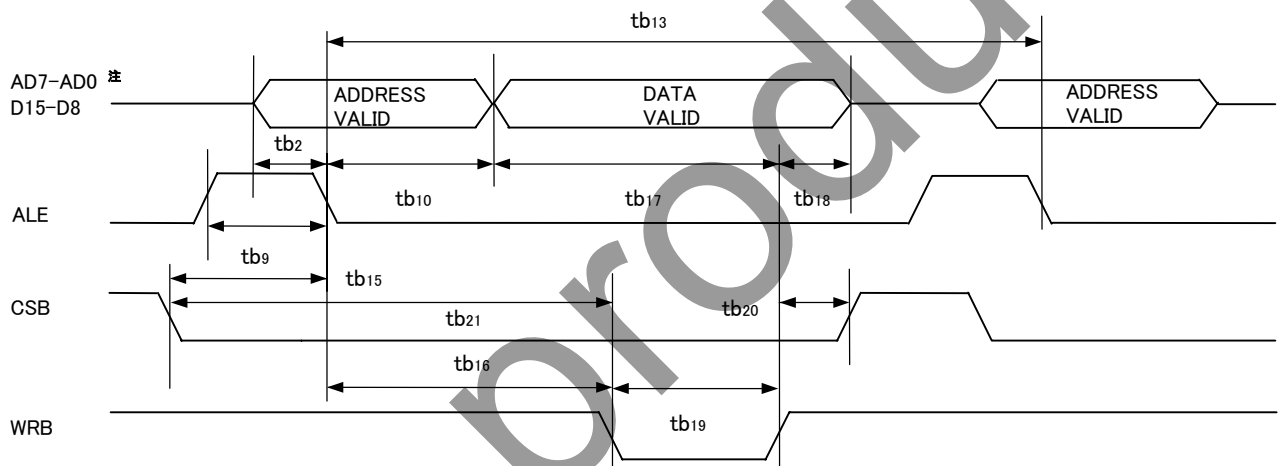 tb13
AD7-AD0 注
D15-D8
ADDRESS
VALID
DATA
VALID
ADDRESS
VALID
tb2
tb10
tb17
tb18
ALE
tb9
tb15
CSB
tb21
tb20
tb16
WRB
tb19
produ